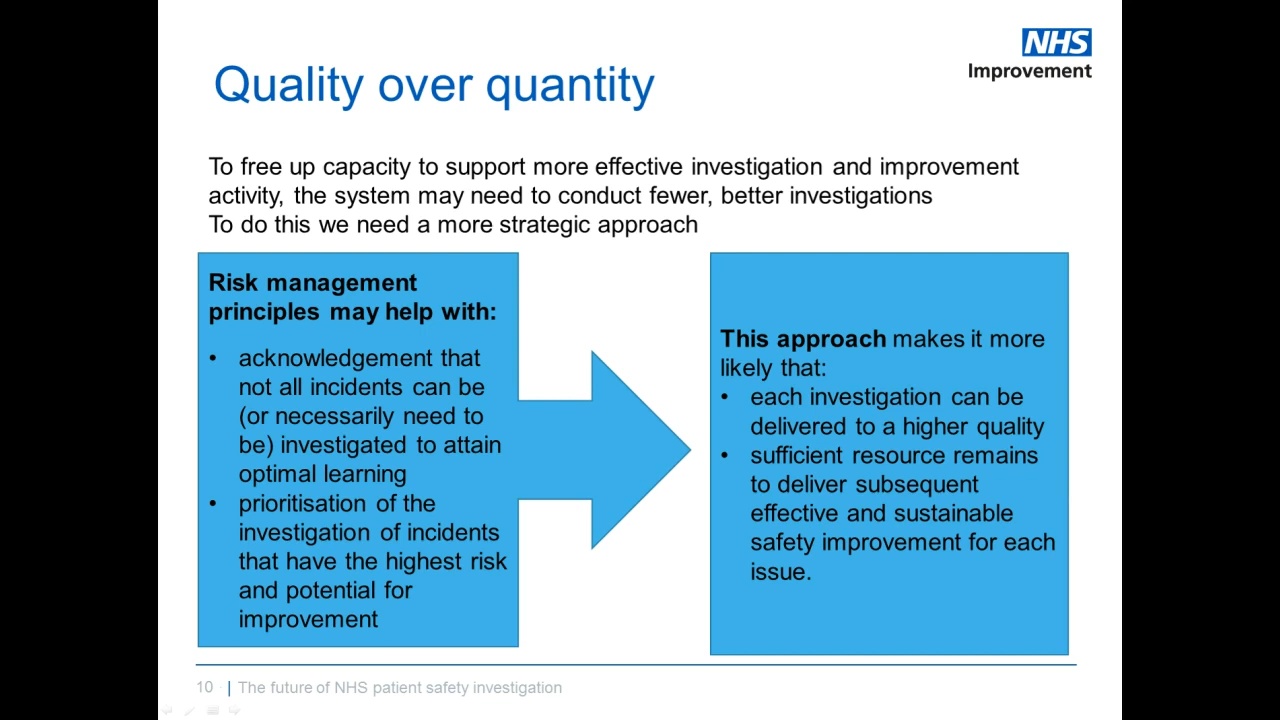 NHS
Improvement
Quality over quantity
To free up capacity to support more effective investigation and improvement
activity, the system may need to conduct fewer, better investigations
To do this we need a more strategic approach
Risk management
principles may help with:
• acknowledgement that
not all incidents can be
(or necessarily need to
be) investigated to attain
optimal learning
• prioritisation of the
investigation of incidents
that have the highest risk
and potential for
improvement
This approach makes it more
likely that:
• each investigation can be
delivered to a higher quality
• sufficient resource remains
to deliver subsequent
effective and sustainable
safety improvement for each
issue.
10 | The future of NHS patient safety investigation